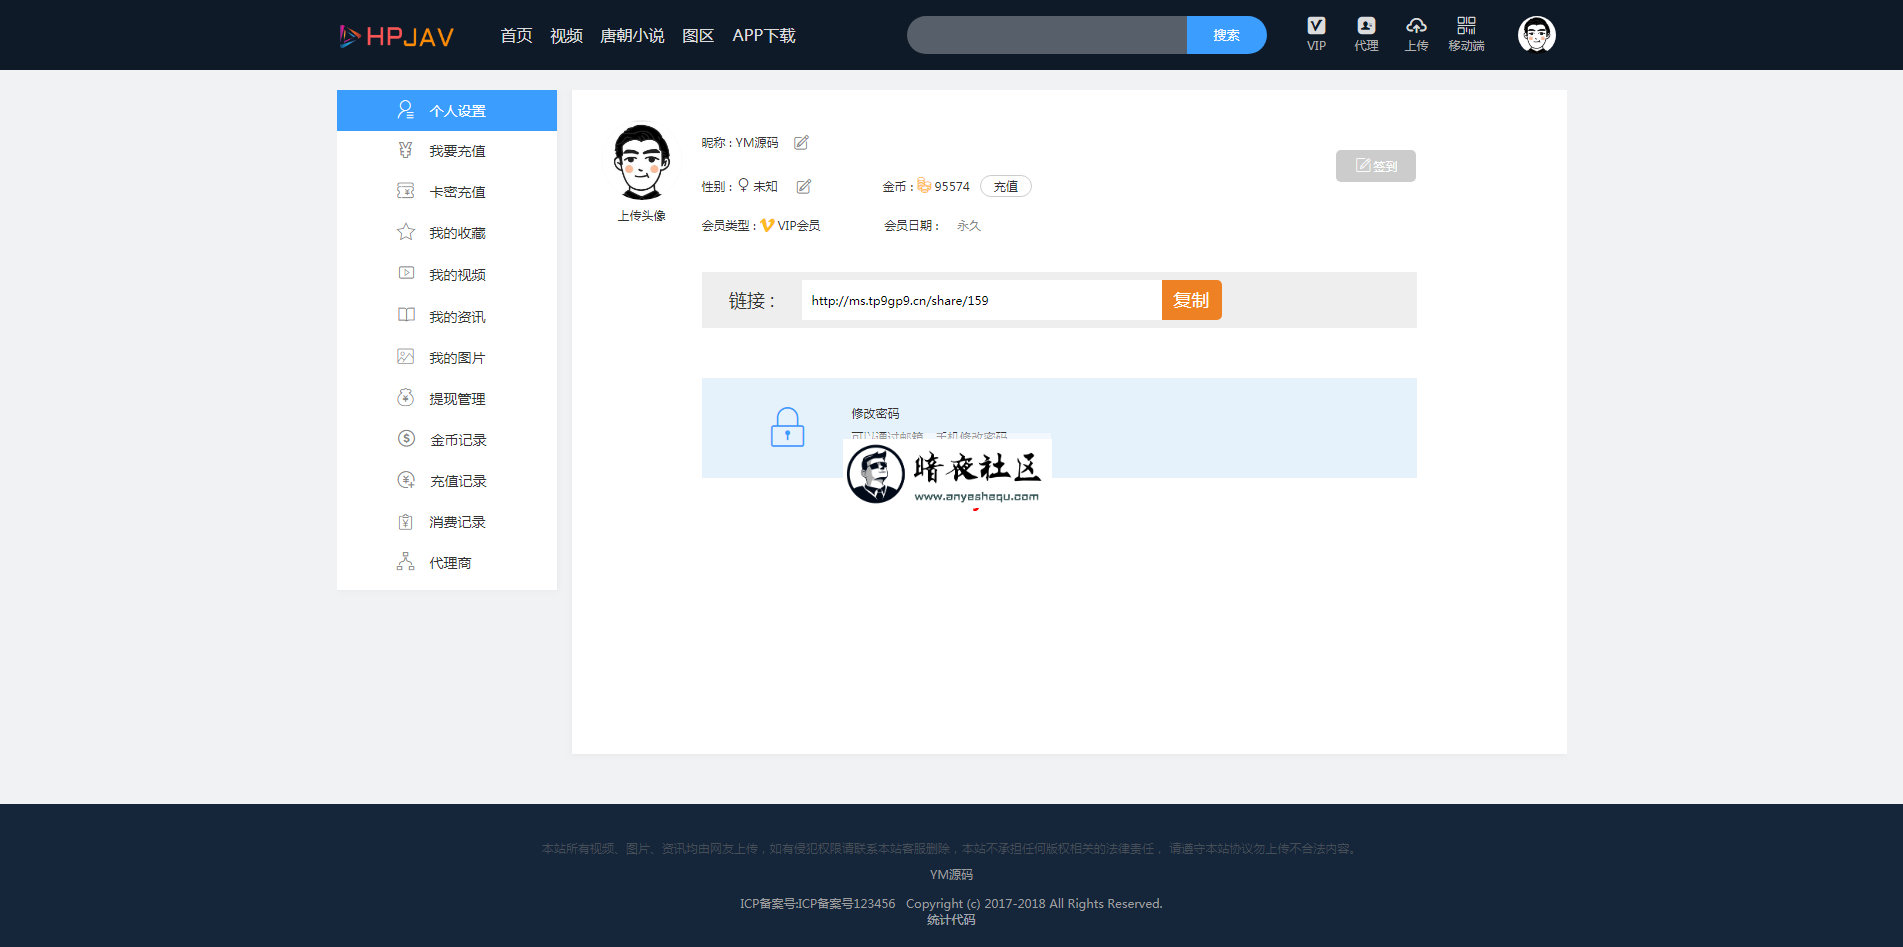 HPJAV 首页 视频 唐朝小说 图区 APP下载 搜索 VIP 代理 上传 移动端
个人设置
我要充值
卡密充值
我的收藏
我的视频
我的资讯
我的图片
提现管理
金币记录
充值记录
消费记录
代理商
上传头像
昵称 : YM源码
性别 : 未知 金币 : 95574 充值
会员类型 : VIP会员 会员日期 : 永久
签到
链接 : http://ms.tp9gp9.cn/share/159 复制
修改密码
可以通过邮箱、手机修改密码
暗夜社区
www.anyeshequ.com
本站所有视频、图片、资讯均由网友上传，如有侵犯权限请联系本站客服删除，本站不承担任何版权相关的法律责任， 请遵守本站协议勿上传不合法内容。
YM源码
ICP备案号:ICP备案号123456 Copyright (c) 2017-2018 All Rights Reserved.
统计代码